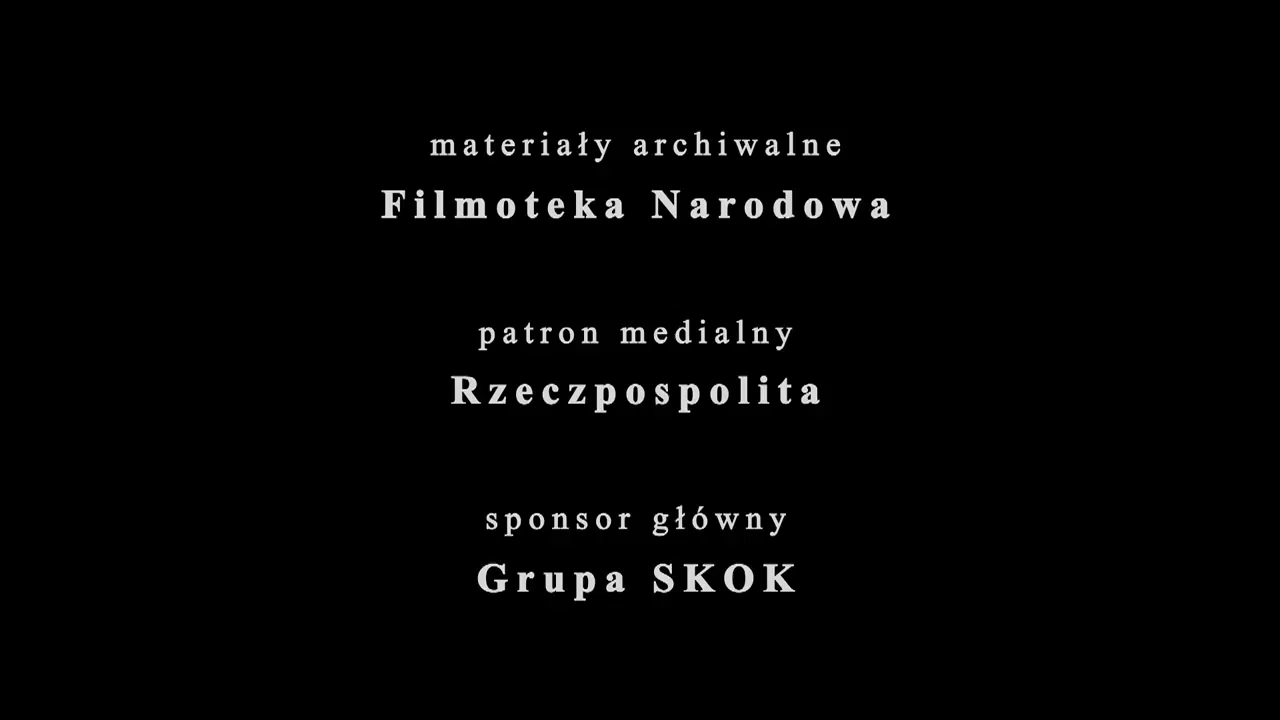 materiały archiwalne
Filmoteka Narodowa
patron medialny
Rzeczpospolita
sponsor główny
Grupa SKOK